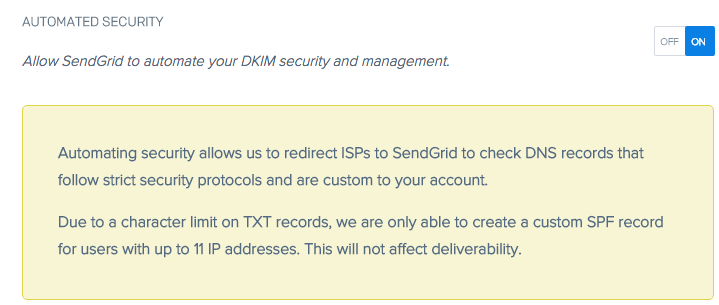 AUTOMATED SECURITY
OFF ON
Allow SendGrid to automate your DKIM security and management.
Automating security allows us to redirect ISPs to SendGrid to check DNS records that
follow strict security protocols and are custom to your account.
Due to a character limit on TXT records, we are only able to create a custom SPF record
for users with up to 11 IP addresses. This will not affect deliverability.